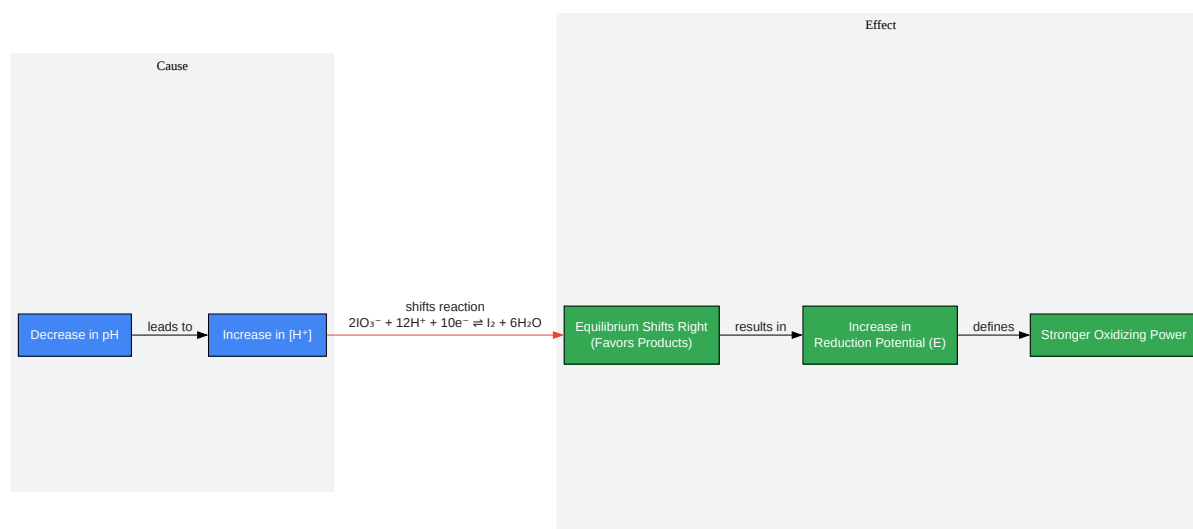 Effect
Cause
Decrease in pH
leads to
Increase in [H⁺]
shifts reaction
2IO₃⁻ + 12H⁺ + 10e⁻ ⇌ I₂ + 6H₂O
Equilibrium Shifts Right
(Favors Products)
results in
Increase in
Reduction Potential (E)
defines
Stronger Oxidizing Power